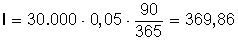 I = 30.000 · 0,05 · 90/365 = 369,86